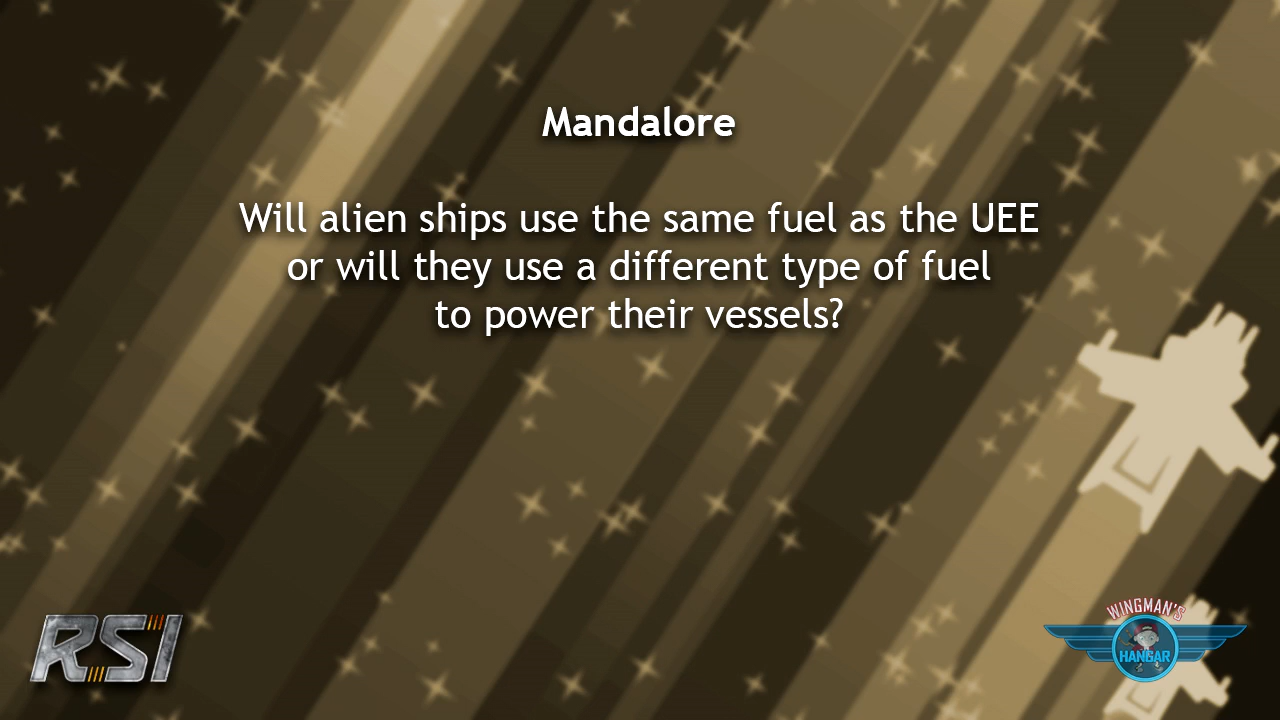 Mandalore
Will alien ships use the same fuel as the UEE
or will they use a different type of fuel
to power their vessels?
RSI
WINGMAN'S
HANGAR